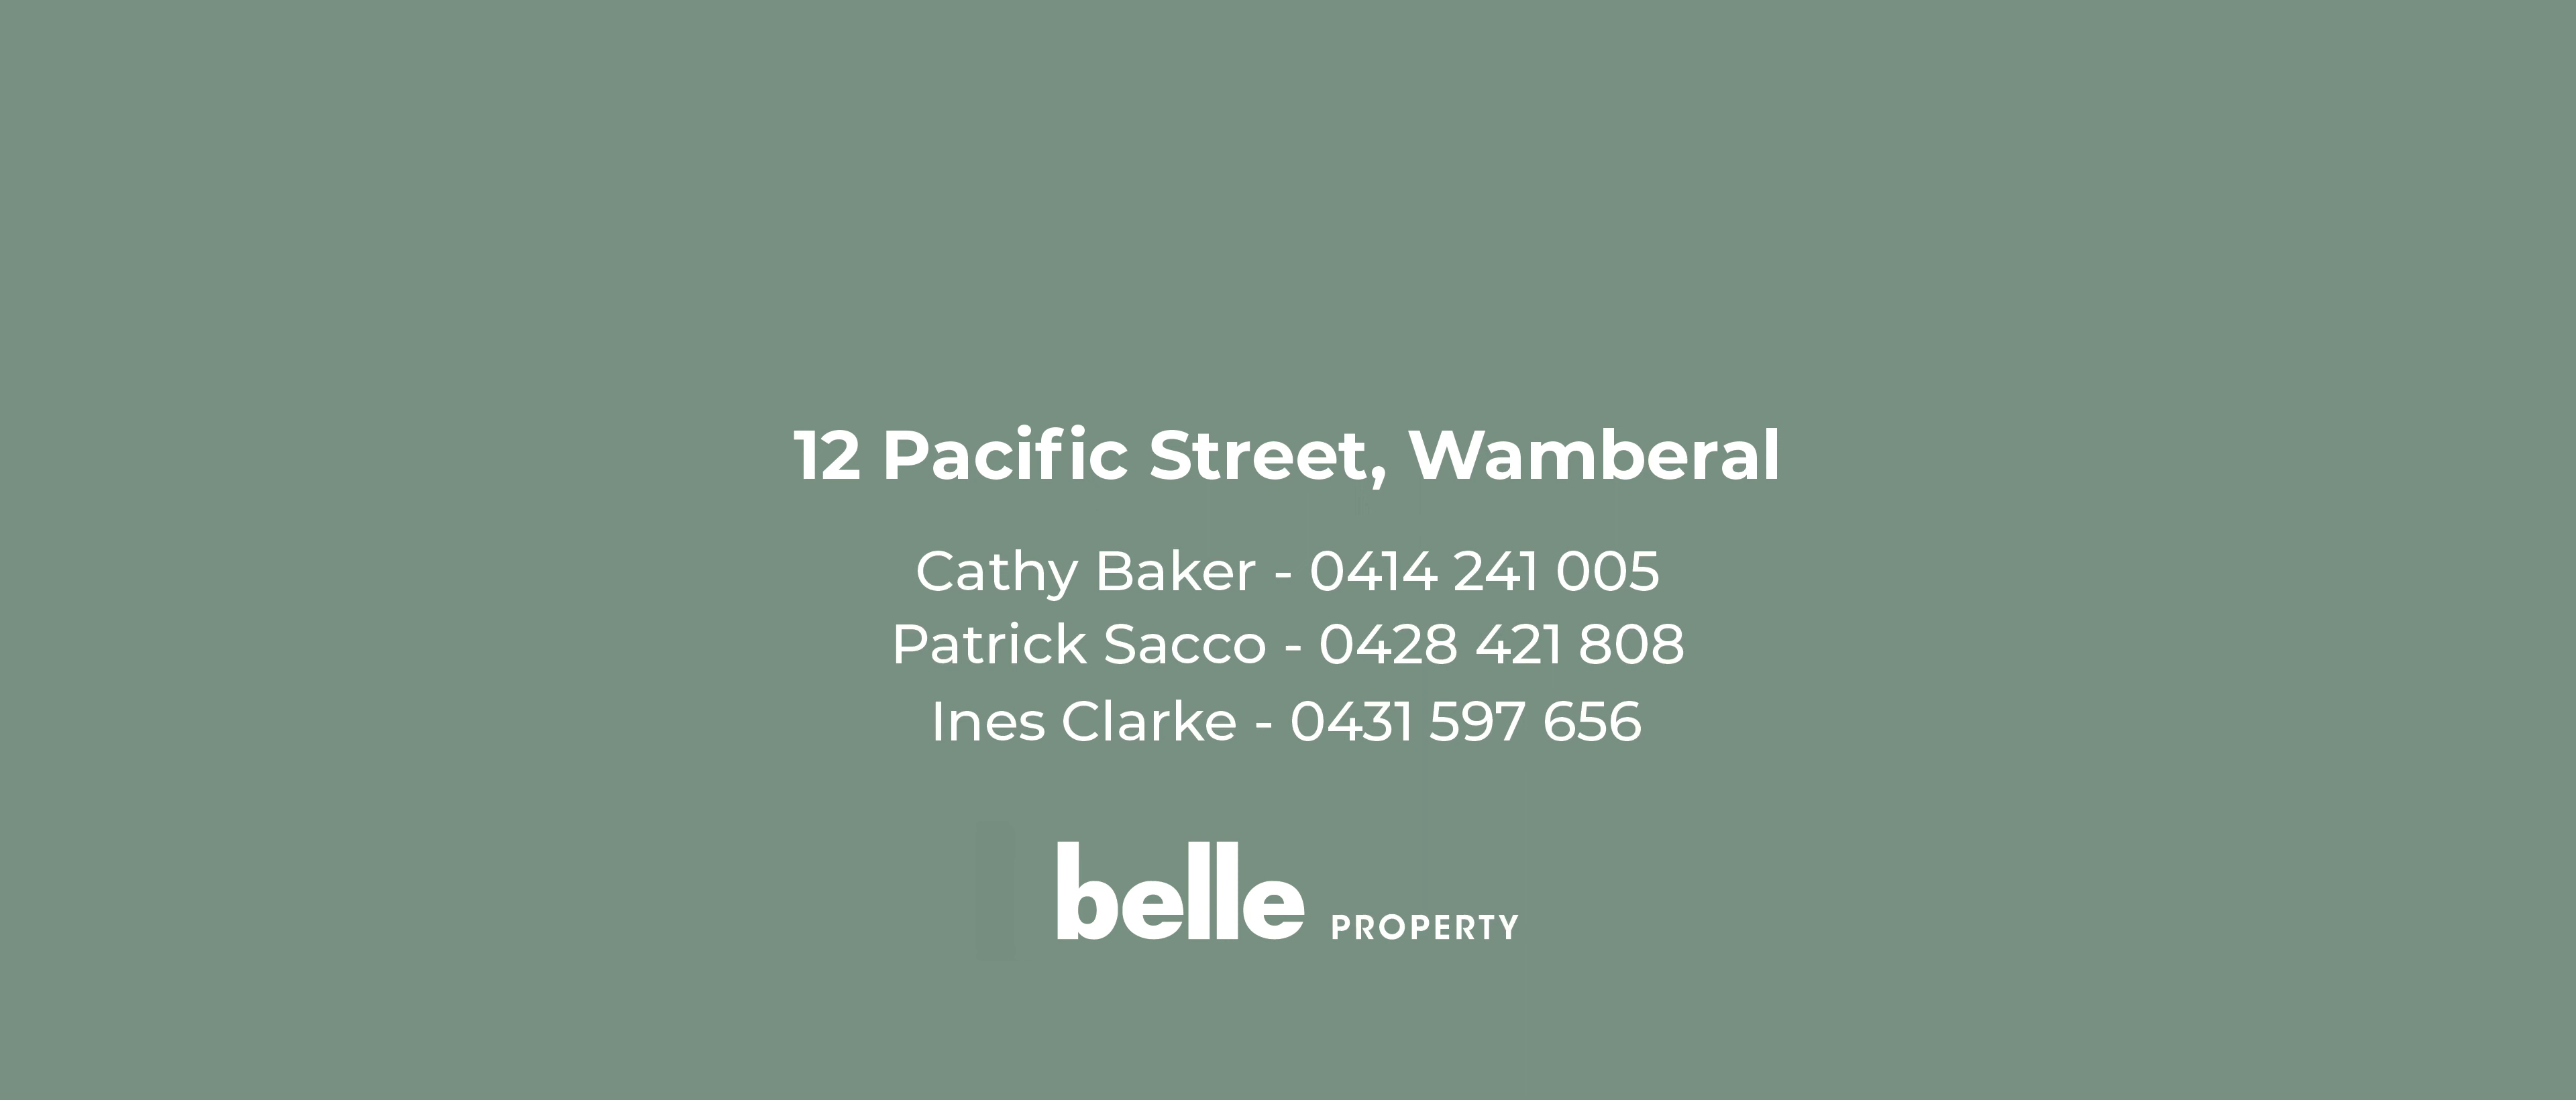 12 Pacific Street, Wamberal
Cathy Baker - 0414 241 005
Patrick Sacco - 0428 421 808
Ines Clarke - 0431 597 656
belle PROPERTY